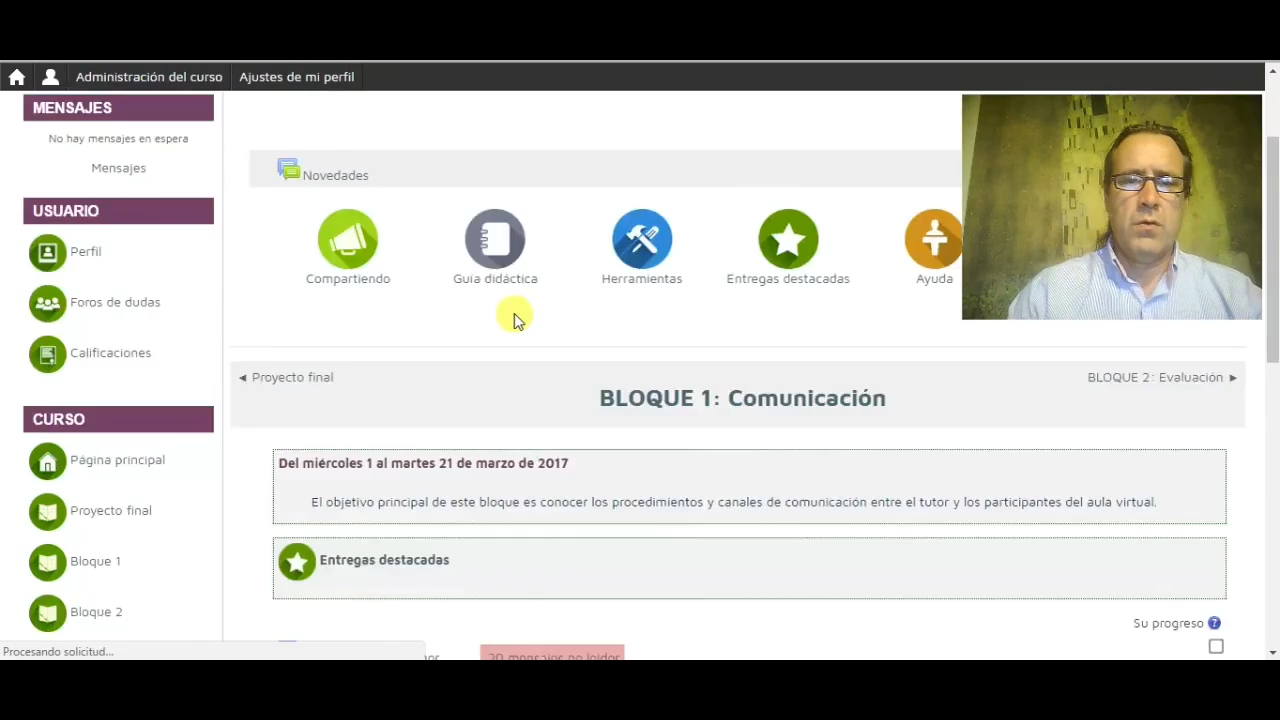 Administración del curso
Ajustes de mi perfil
MENSAJES
No hay mensajes en espera
Mensajes
USUARIO
Perfil
Foros de dudas
Calificaciones
CURSO
Página principal
Proyecto final
Bloque 1
Bloque 2
Procesando solicitud...
Novedades
Compartiendo
Guía didáctica
Herramientas
Entregas destacadas
Ayuda
◄ Proyecto final
BLOQUE 2: Evaluación ►
BLOQUE 1: Comunicación
Del miércoles 1 al martes 21 de marzo de 2017
El objetivo principal de este bloque es conocer los procedimientos y canales de comunicación entre el tutor y los participantes del aula virtual.
Entregas destacadas
Su progreso
20 mensajes no leídos